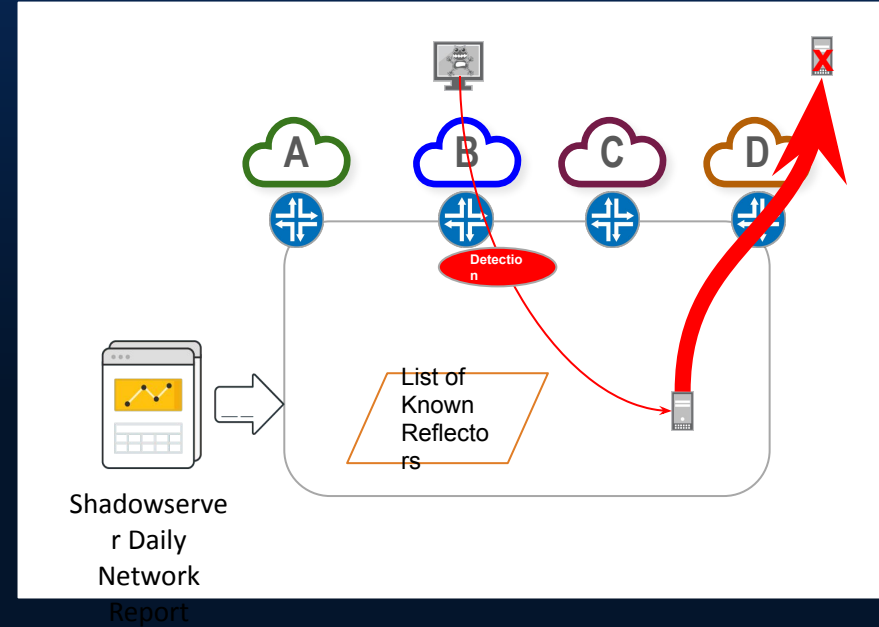 X
A
B
C
D
Detectio
n
List of
Known
Reflecto
rs
Shadowserve
r Daily
Network
Report